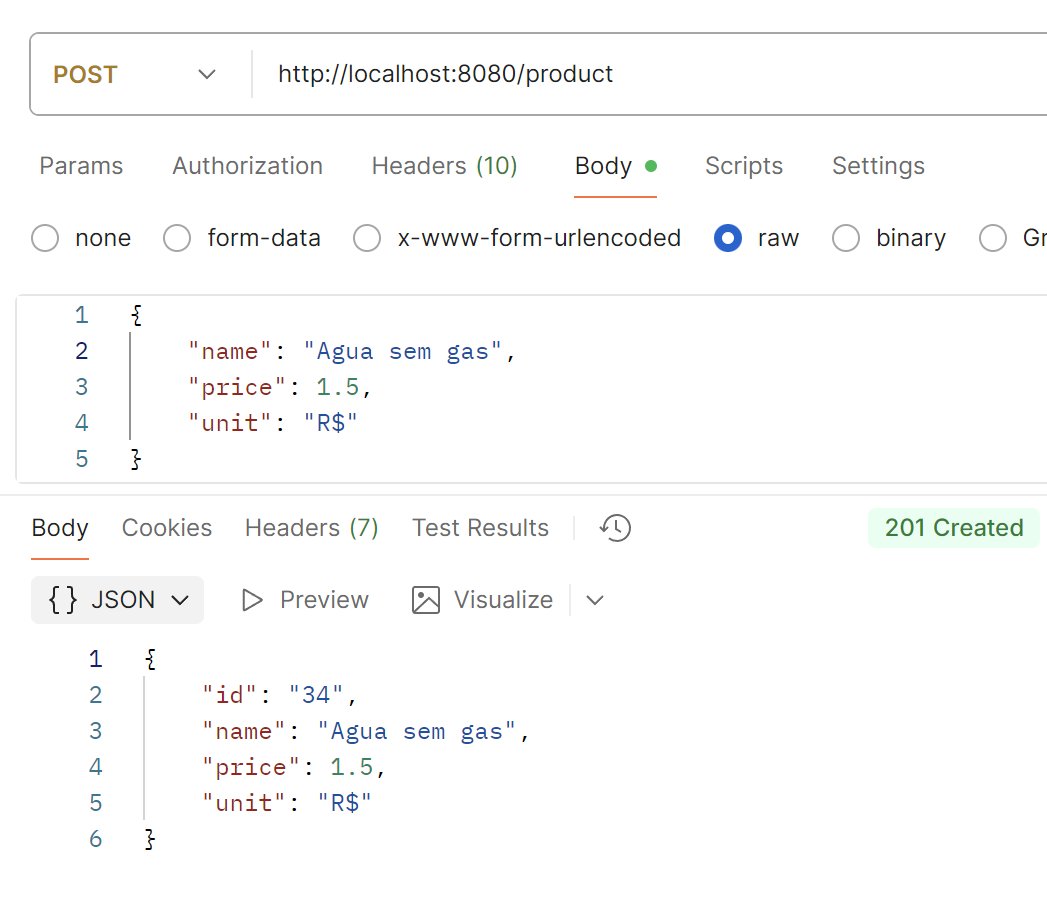 POST http://localhost:8080/product
Params Authorization Headers (10) Body Scripts Settings
none form-data x-www-form-urlencoded raw binary Gr
1 {
2 "name": "Agua sem gas",
3 "price": 1.5,
4 "unit": "R$"
5 }
Body Cookies Headers (7) Test Results 201 Created
{} JSON Preview Visualize
1 {
2 "id": "34",
3 "name": "Agua sem gas",
4 "price": 1.5,
5 "unit": "R$"
6 }